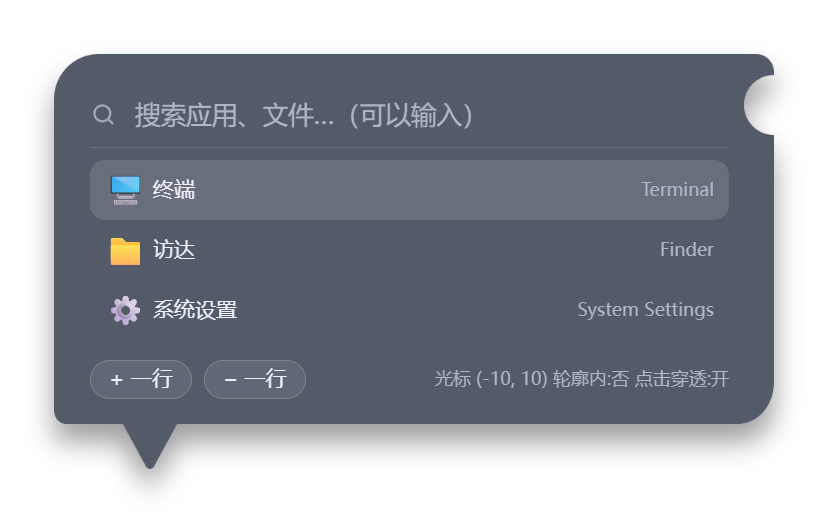 搜索应用、文件...（可以输入）
终端 Terminal
访达 Finder
系统设置 System Settings
+ 一行 − 一行 光标 (-10, 10) 轮廓内:否 点击穿透:开